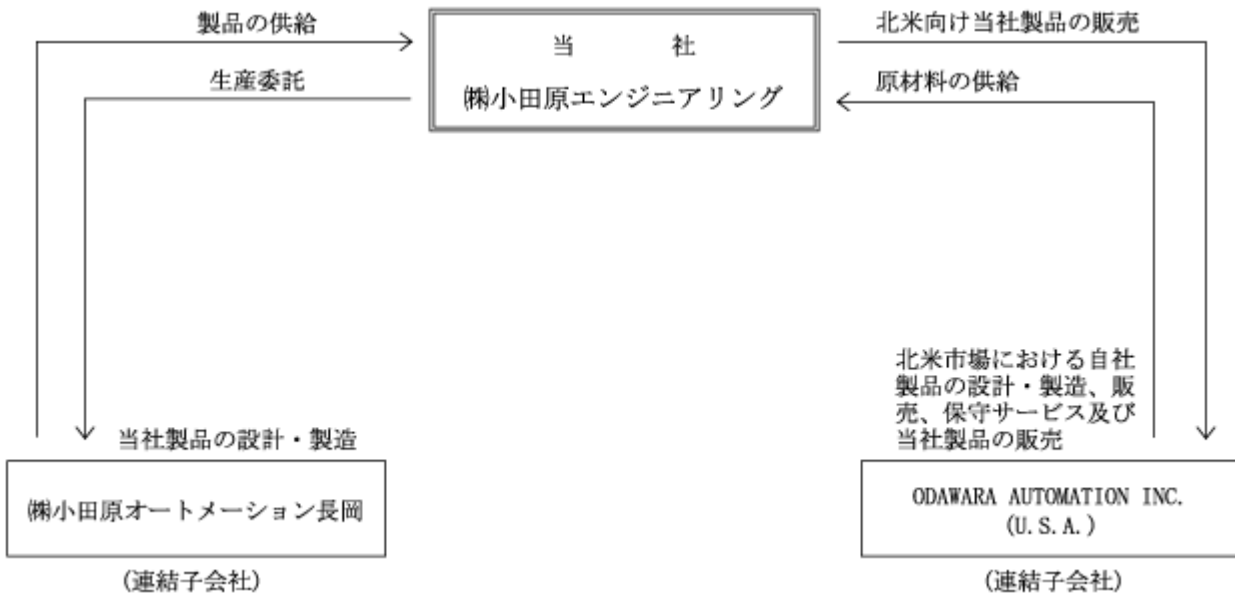 製品の供給
生産委託
当 社
㈱小田原エンジニアリング
北米向け当社製品の販売
原材料の供給
当社製品の設計・製造
㈱小田原オートメーション長岡
(連結子会社)
北米市場における自社
製品の設計・製造、販
売、保守サービス及び
当社製品の販売
ODAWARA AUTOMATION INC.
(U.S.A.)
(連結子会社)